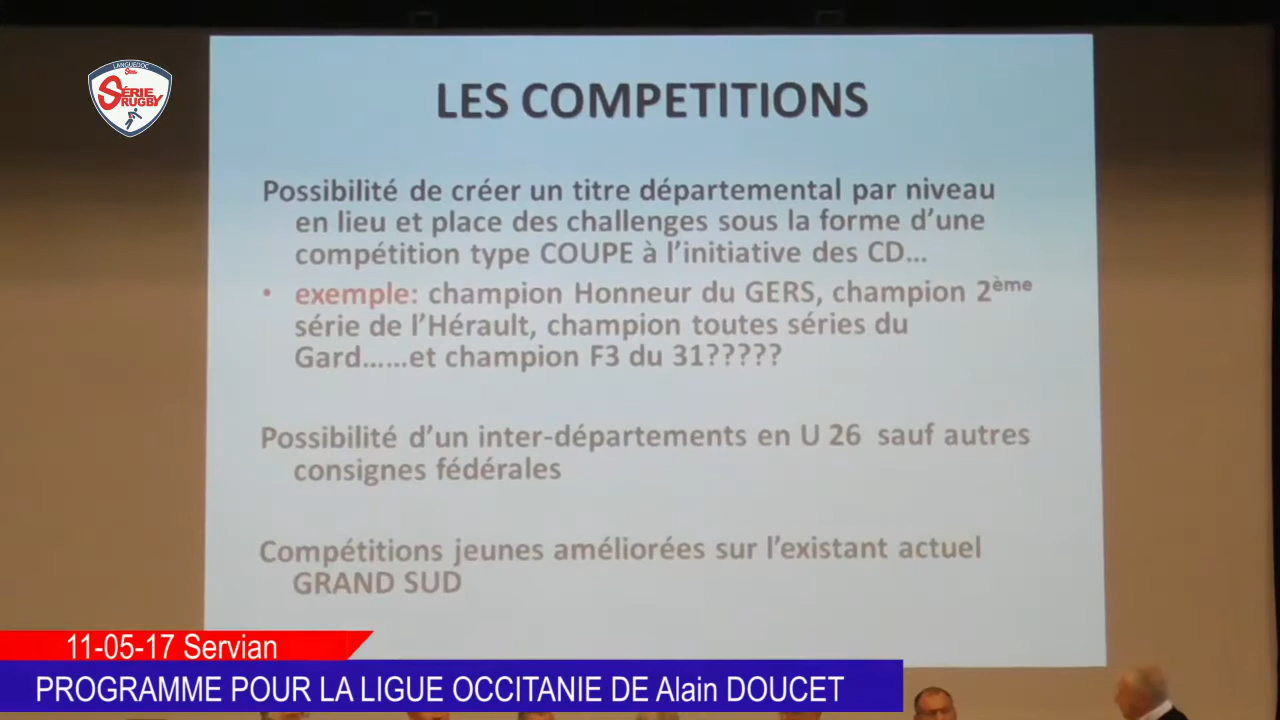 LANGUEDOC
SÉRIE
RUGBY
LES COMPETITIONS
Possibilité de créer un titre départemental par niveau
en lieu et place des challenges sous la forme d’une
compétition type COUPE à l’initiative des CD…
• exemple: champion Honneur du GERS, champion 2ème
série de l’Hérault, champion toutes séries du
Gard……et champion F3 du 31?????
Possibilité d’un inter-départements en U 26 sauf autres
consignes fédérales
Compétitions jeunes améliorées sur l’existant actuel
GRAND SUD
11-05-17 Servian
PROGRAMME POUR LA LIGUE OCCITANIE DE Alain DOUCET